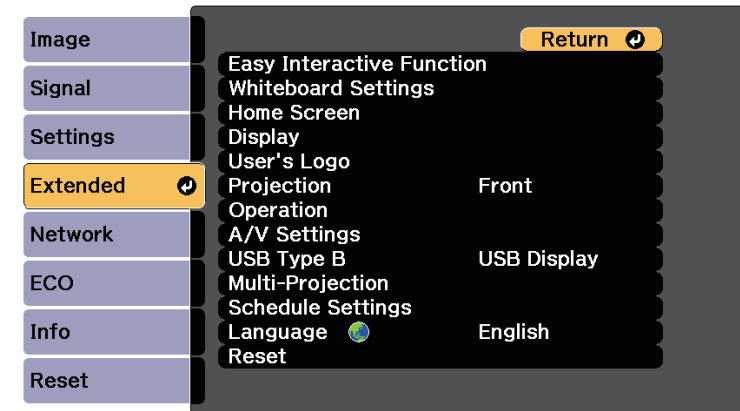 Image
Signal
Settings
Extended
Network
ECO
Info
Reset
Return
Easy Interactive Function
Whiteboard Settings
Home Screen
Display
User's Logo
Projection Front
Operation
A/V Settings
USB Type B USB Display
Multi-Projection
Schedule Settings
Language English
Reset